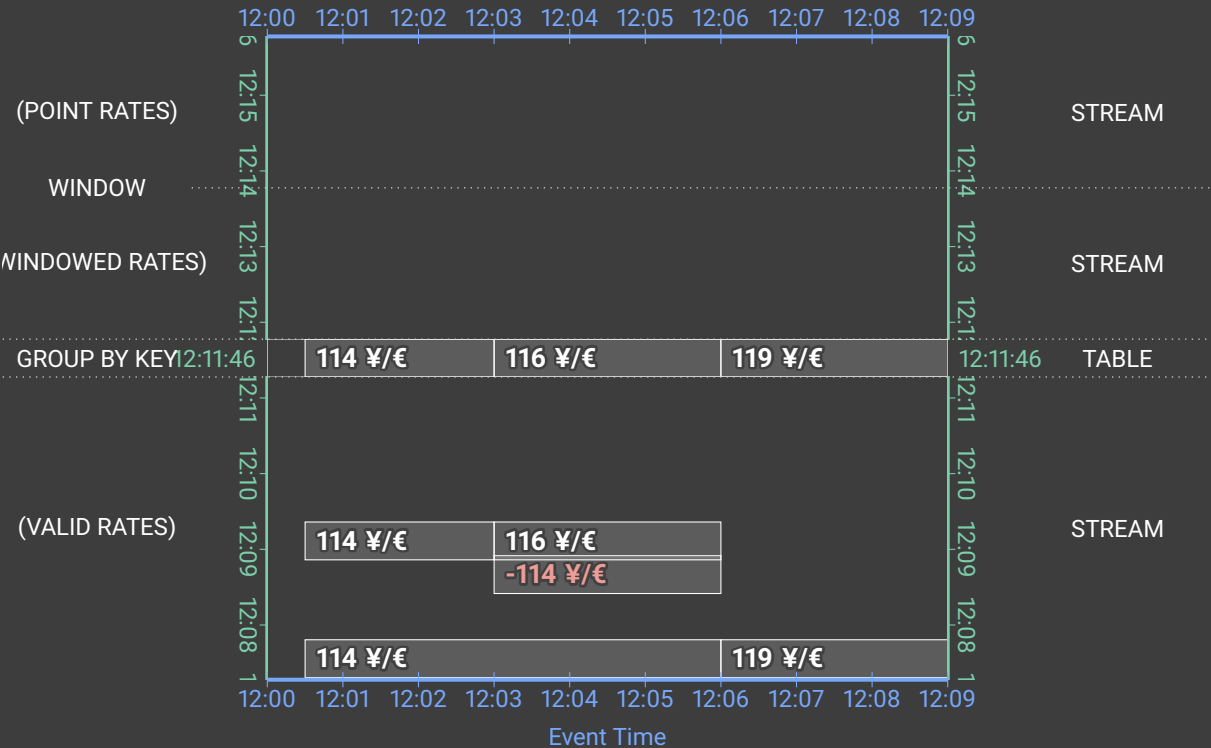 12:00 12:01 12:02 12:03 12:04 12:05 12:06 12:07 12:08 12:09
6 6
12:15 12:15
(POINT RATES) STREAM
12:14 12:14
WINDOW
12:13 12:13
WINDOWED RATES) STREAM
GROUP BY KEY 12:11:46 114 ¥/€ 116 ¥/€ 119 ¥/€ 12:11:46 TABLE
12:11 12:11
12:10 12:10
(VALID RATES) STREAM
114 ¥/€ 116 ¥/€
12:09 12:09
-114 ¥/€
12:08 12:08
114 ¥/€ 119 ¥/€
1 1
12:00 12:01 12:02 12:03 12:04 12:05 12:06 12:07 12:08 12:09
Event Time